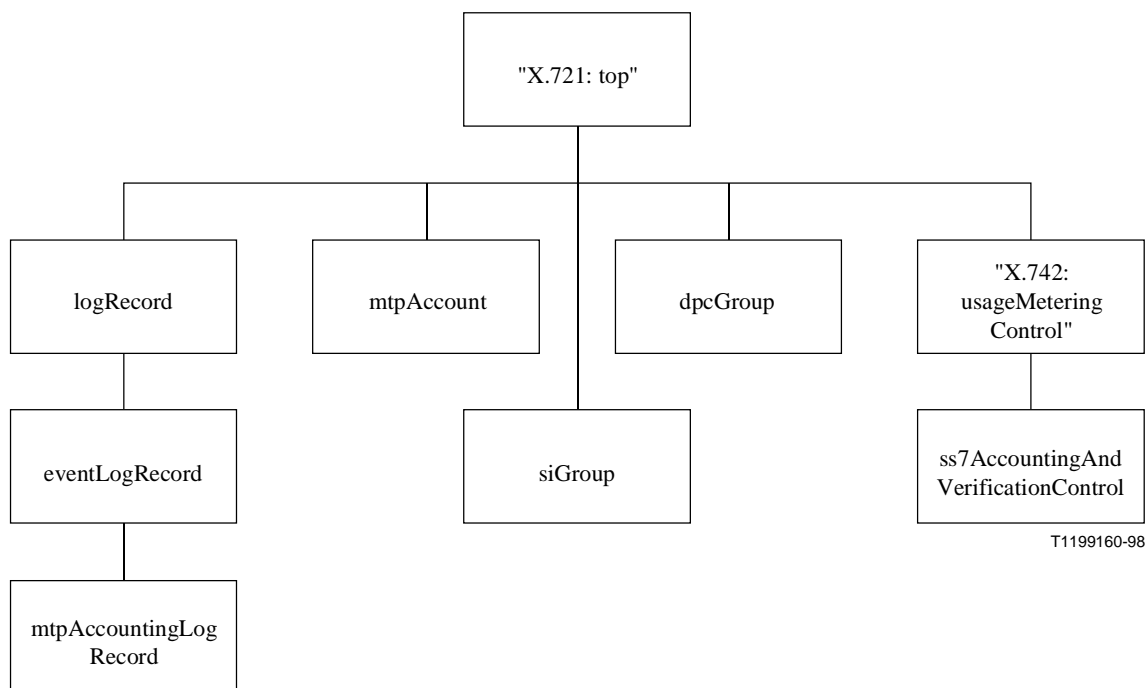 "X.721: top"
logRecord
mtpAccount
dpcGroup
"X.742:
usageMetering
Control"
eventLogRecord
siGroup
ss7AccountingAnd
VerificationControl
T1199160-98
mtpAccountingLog
Record